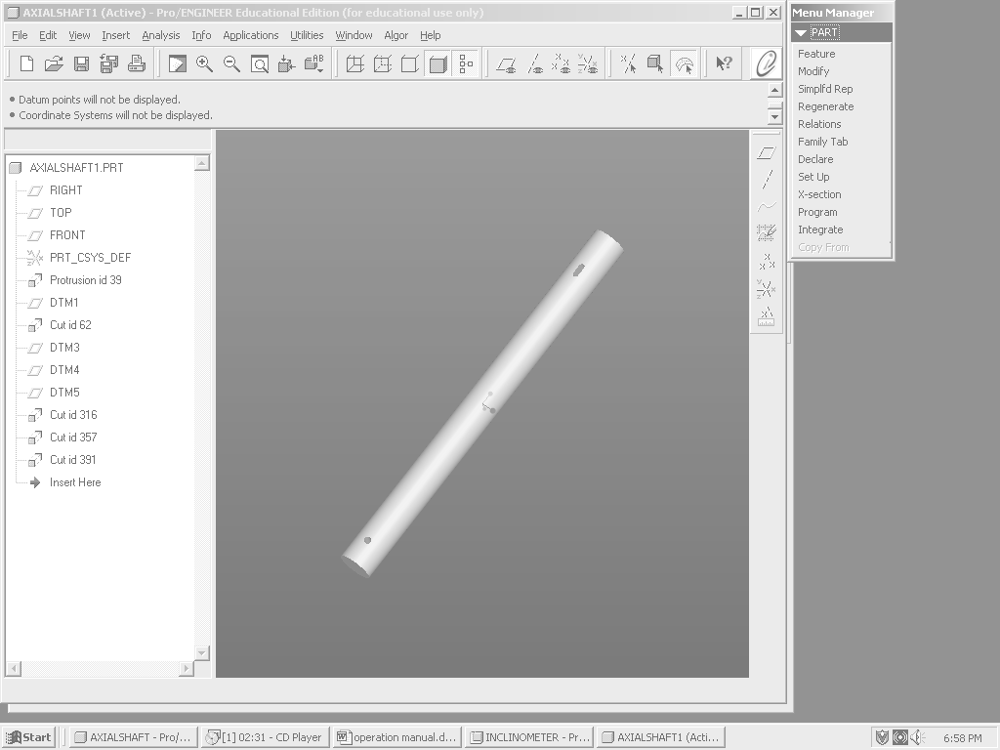 AXIALSHAFT1 (Active) - Pro/ENGINEER Educational Edition (for educational use only)
File Edit View Insert Analysis Info Applications Utilities Window Algor Help
AB
• Datum points will not be displayed.
• Coordinate Systems will not be displayed.
AXIALSHAFT1.PRT
RIGHT
TOP
FRONT
PRT_CSYS_DEF
Protrusion id 39
DTM1
Cut id 62
DTM3
DTM4
DTM5
Cut id 316
Cut id 357
Cut id 391
Insert Here
Menu Manager
PART
Feature
Modify
Simplfd Rep
Regenerate
Relations
Family Tab
Declare
Set Up
X-section
Program
Integrate
Copy From
Start AXIALSHAFT - Pro/... [1] 02:31 - CD Player operation manual.d... INCLINOMETER - Pr... AXIALSHAFT1 (Acti... 6:58 PM